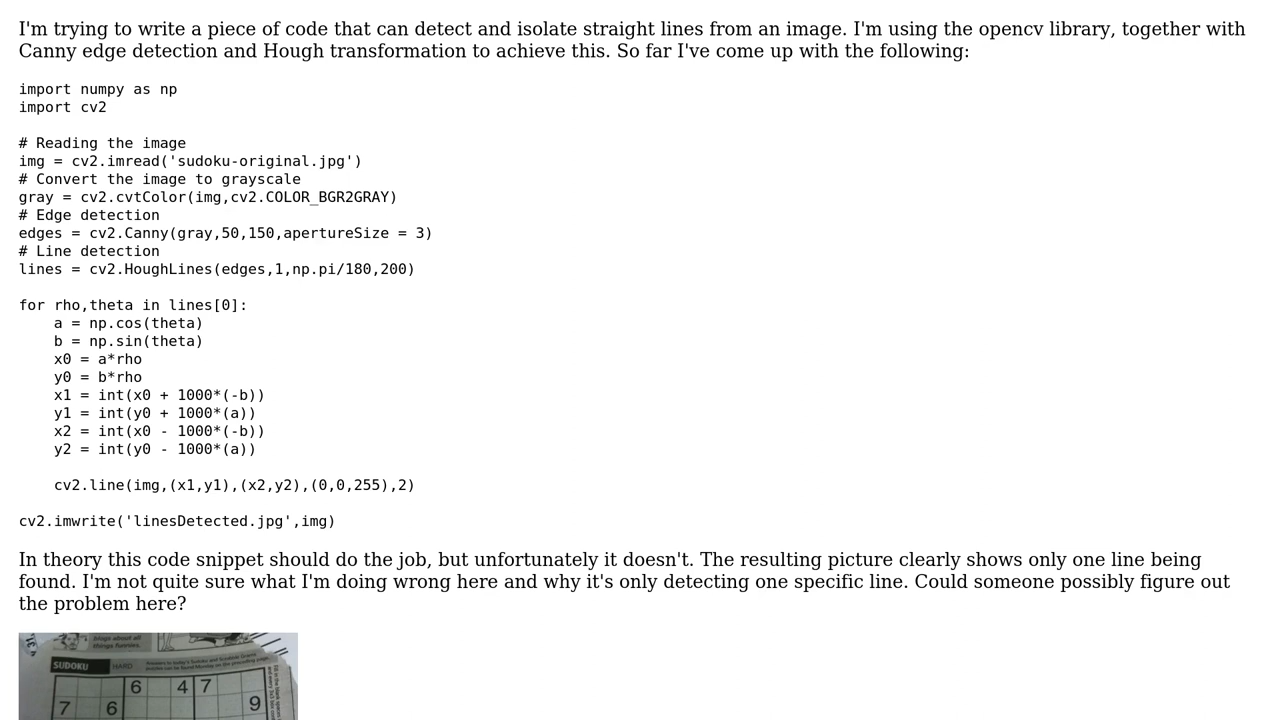 I'm trying to write a piece of code that can detect and isolate straight lines from an image. I'm using the opencv library, together with
Canny edge detection and Hough transformation to achieve this. So far I've come up with the following:
import numpy as np
import cv2
# Reading the image
img = cv2.imread('sudoku-original.jpg')
# Convert the image to grayscale
gray = cv2.cvtColor(img,cv2.COLOR_BGR2GRAY)
# Edge detection
edges = cv2.Canny(gray,50,150,apertureSize = 3)
# Line detection
lines = cv2.HoughLines(edges,1,np.pi/180,200)
for rho,theta in lines[0]:
    a = np.cos(theta)
    b = np.sin(theta)
    x0 = a*rho
    y0 = b*rho
    x1 = int(x0 + 1000*(-b))
    y1 = int(y0 + 1000*(a))
    x2 = int(x0 - 1000*(-b))
    y2 = int(y0 - 1000*(a))
    cv2.line(img,(x1,y1),(x2,y2),(0,0,255),2)
cv2.imwrite('linesDetected.jpg',img)
In theory this code snippet should do the job, but unfortunately it doesn't. The resulting picture clearly shows only one line being
found. I'm not quite sure what I'm doing wrong here and why it's only detecting one specific line. Could someone possibly figure out
the problem here?
blogs about all
things funnies.
SUDOKU HARD
6 4 7
7 6 9